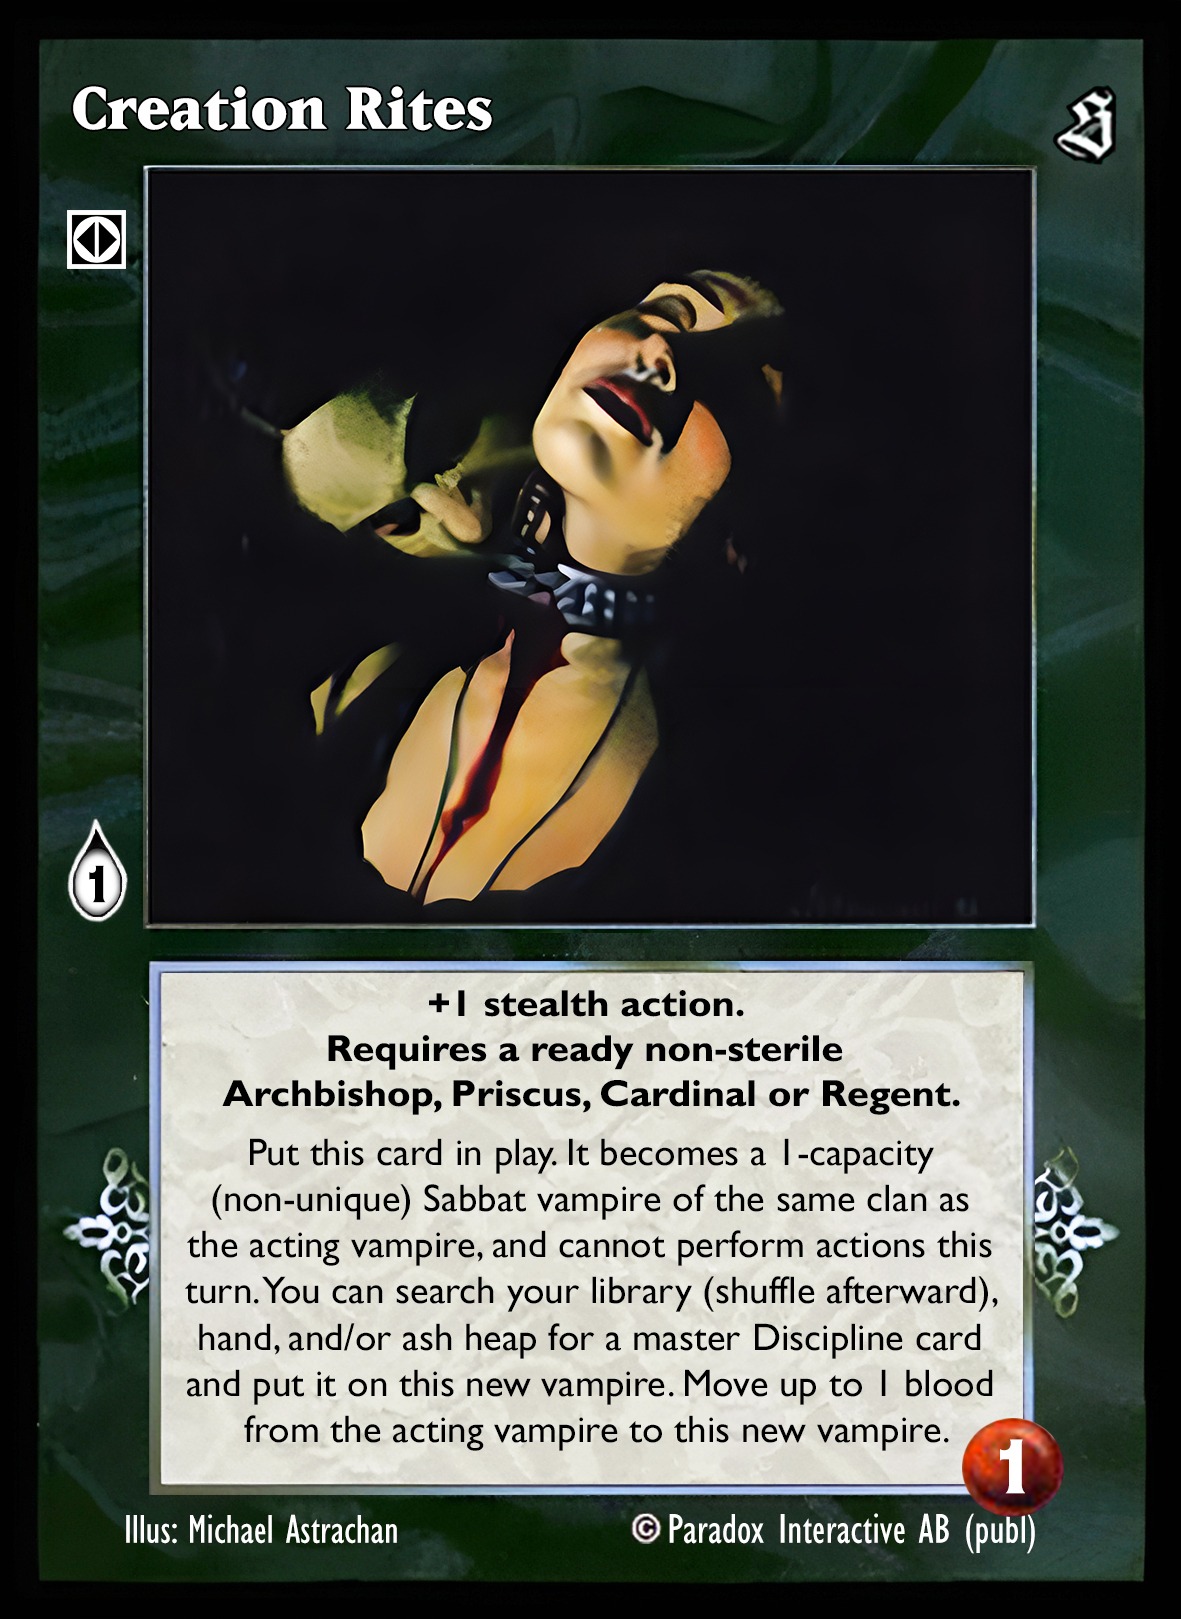 Creation Rites
1
+1 stealth action.
Requires a ready non-sterile
Archbishop, Priscus, Cardinal or Regent.
Put this card in play. It becomes a 1-capacity
(non-unique) Sabbat vampire of the same clan as
the acting vampire, and cannot perform actions this
turn. You can search your library (shuffle afterward),
hand, and/or ash heap for a master Discipline card
and put it on this new vampire. Move up to 1 blood
from the acting vampire to this new vampire.
1
Illus: Michael Astrachan
© Paradox Interactive AB (publ)